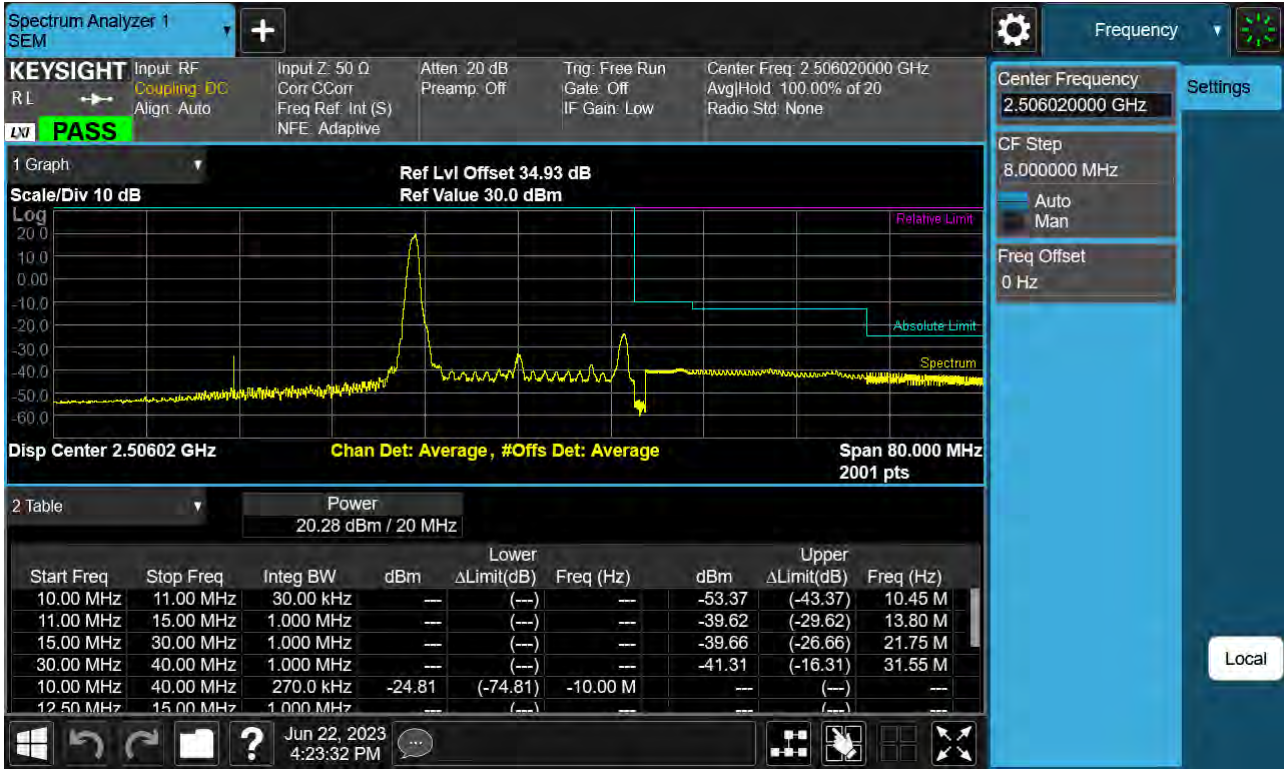 Spectrum Analyzer 1
SEM
Frequency
KEYSIGHT
R L
LXI
PASS
Input: RF
Coupling: DC
Align: Auto
Input Z: 50 Ω
Corr CCorr
Freq Ref: Int (S)
NFE: Adaptive
Atten: 20 dB
Preamp: Off
Trig: Free Run
Gate: Off
IF Gain: Low
Center Freq: 2.506020000 GHz
Avg|Hold: 100.00% of 20
Radio Std: None
Center Frequency
2.506020000 GHz
Settings
CF Step
8.000000 MHz
Auto
Man
Freq Offset
0 Hz
1 Graph
Scale/Div 10 dB
Ref Lvl Offset 34.93 dB
Ref Value 30.0 dBm
Log
20.0
10.0
0.00
-10.0
-20.0
-30.0
-40.0
-50.0
-60.0
Relative Limit
Absolute Limit
Spectrum
Disp Center 2.50602 GHz
Chan Det: Average, #Offs Det: Average
Span 80.000 MHz
2001 pts
2 Table
Power
20.28 dBm / 20 MHz
Lower Upper
Start Freq Stop Freq Integ BW dBm ΔLimit(dB) Freq (Hz) dBm ΔLimit(dB) Freq (Hz)
10.00 MHz 11.00 MHz 30.00 kHz --- (---) --- -53.37 (-43.37) 10.45 M
11.00 MHz 15.00 MHz 1.000 MHz --- (---) --- -39.62 (-29.62) 13.80 M
15.00 MHz 30.00 MHz 1.000 MHz --- (---) --- -39.66 (-26.66) 21.75 M
30.00 MHz 40.00 MHz 1.000 MHz --- (---) --- -41.31 (-16.31) 31.55 M
10.00 MHz 40.00 MHz 270.0 kHz -24.81 (-74.81) -10.00 M --- (---) ---
12.50 MHz 15.00 MHz 1.000 MHz --- (---) --- --- (---) ---
Local
?
Jun 22, 2023
4:23:32 PM